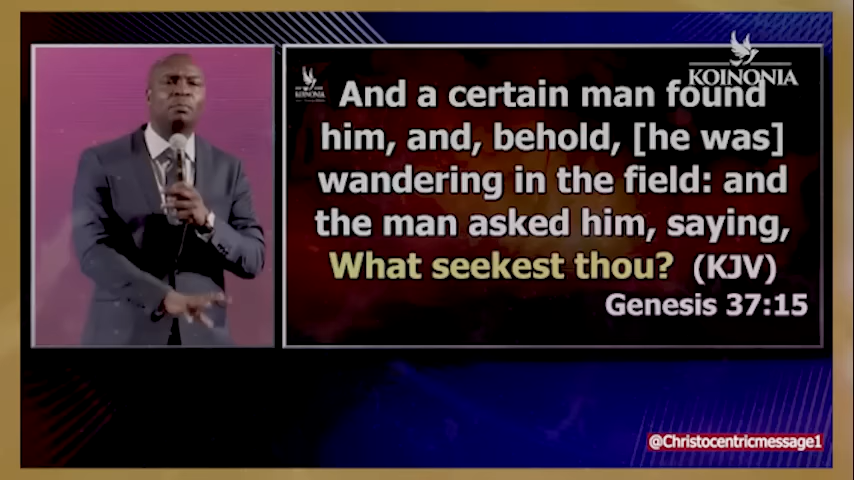 KOINONIA
KOINONIA
And a certain man found
him, and, behold, [he was]
wandering in the field: and
the man asked him, saying,
What seekest thou? (KJV)
Genesis 37:15
@Christocentricmessage1